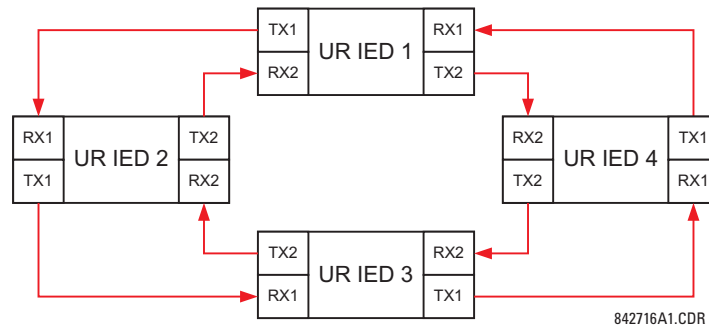 TX1
UR IED 1
RX1
RX2
TX2
RX1
UR IED 2
TX2
TX1
RX2
RX2
UR IED 4
TX1
TX2
RX1
TX2
UR IED 3
RX2
RX1
TX1
842716A1.CDR